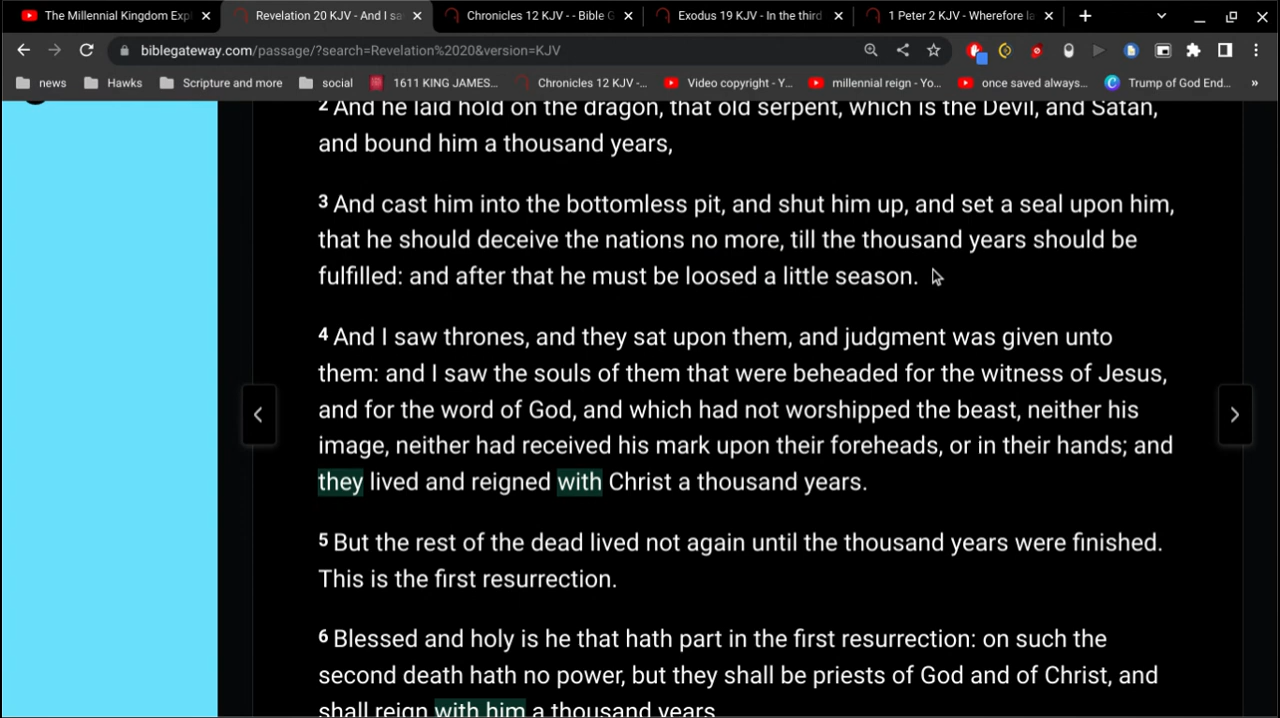 The Millennial Kingdom Exp
Revelation 20 KJV - And I sa
Chronicles 12 KJV - - Bible G
Exodus 19 KJV - In the third
1 Peter 2 KJV - Wherefore la
biblegateway.com/passage/?search=Revelation%2020&version=KJV
news
Hawks
Scripture and more
social
1611 KING JAMES...
Chronicles 12 KJV -...
Video copyright - Y...
millennial reign - Yo...
once saved always...
Trump of God End...
2 And he laid hold on the dragon, that old serpent, which is the Devil, and Satan,
and bound him a thousand years,
3 And cast him into the bottomless pit, and shut him up, and set a seal upon him,
that he should deceive the nations no more, till the thousand years should be
fulfilled: and after that he must be loosed a little season.
4 And I saw thrones, and they sat upon them, and judgment was given unto
them: and I saw the souls of them that were beheaded for the witness of Jesus,
and for the word of God, and which had not worshipped the beast, neither his
image, neither had received his mark upon their foreheads, or in their hands; and
they lived and reigned with Christ a thousand years.
5 But the rest of the dead lived not again until the thousand years were finished.
This is the first resurrection.
6 Blessed and holy is he that hath part in the first resurrection: on such the
second death hath no power, but they shall be priests of God and of Christ, and
shall reign with him a thousand years